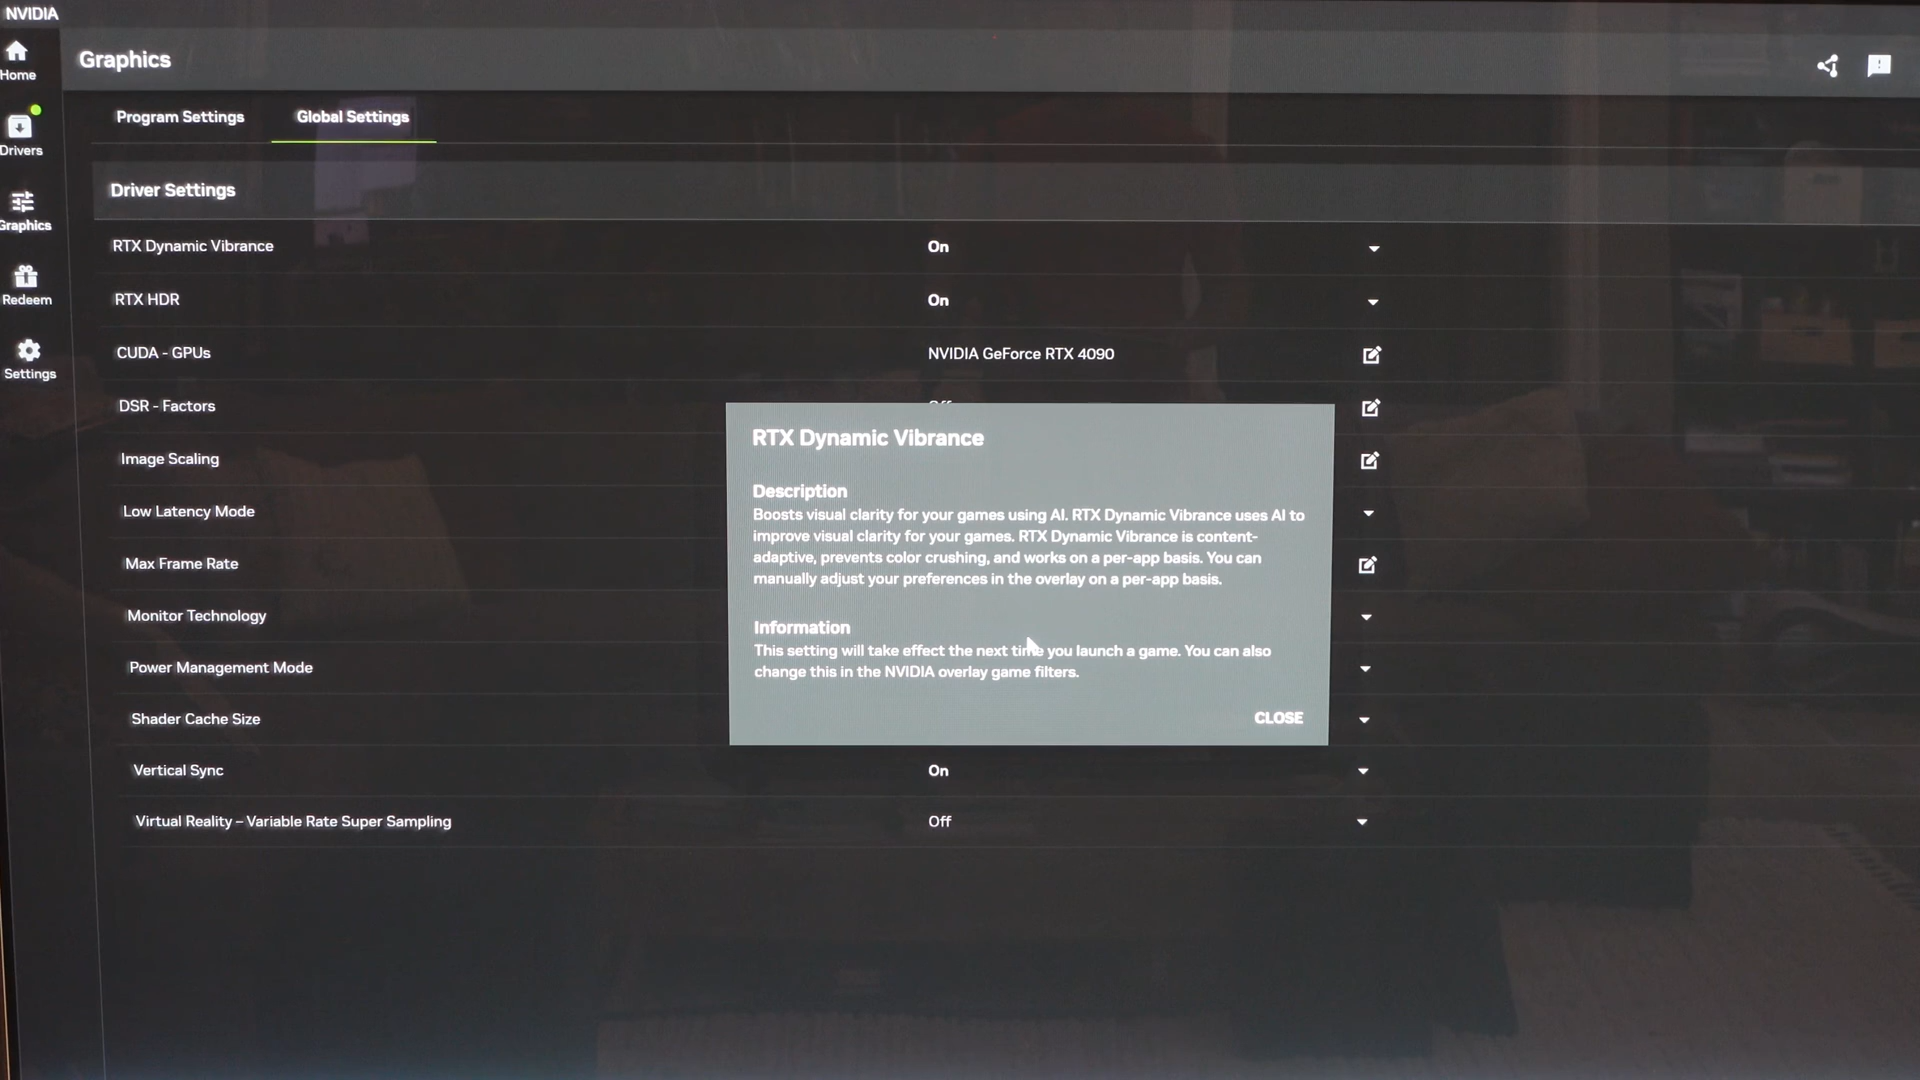 NVIDIA
Graphics
Home
Drivers
Graphics
Redeem
Settings
Program Settings
Global Settings
Driver Settings
RTX Dynamic Vibrance
On
RTX HDR
On
CUDA - GPUs
NVIDIA GeForce RTX 4090
DSR - Factors
Image Scaling
Low Latency Mode
Max Frame Rate
Monitor Technology
Power Management Mode
Shader Cache Size
Vertical Sync
On
Virtual Reality – Variable Rate Super Sampling
Off
RTX Dynamic Vibrance
Description
Boosts visual clarity for your games using AI. RTX Dynamic Vibrance uses AI to
improve visual clarity for your games. RTX Dynamic Vibrance is content-
adaptive, prevents color crushing, and works on a per-app basis. You can
manually adjust your preferences in the overlay on a per-app basis.
Information
This setting will take effect the next time you launch a game. You can also
change this in the NVIDIA overlay game filters.
CLOSE